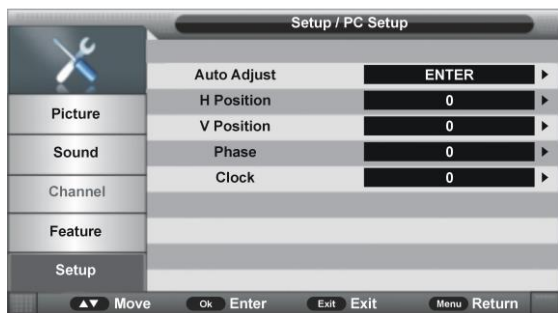 Setup / PC Setup
Auto Adjust ENTER
H Position 0
V Position 0
Phase 0
Clock 0
Picture
Sound
Channel
Feature
Setup
▲▼ Move Ok Enter Exit Exit Menu Return